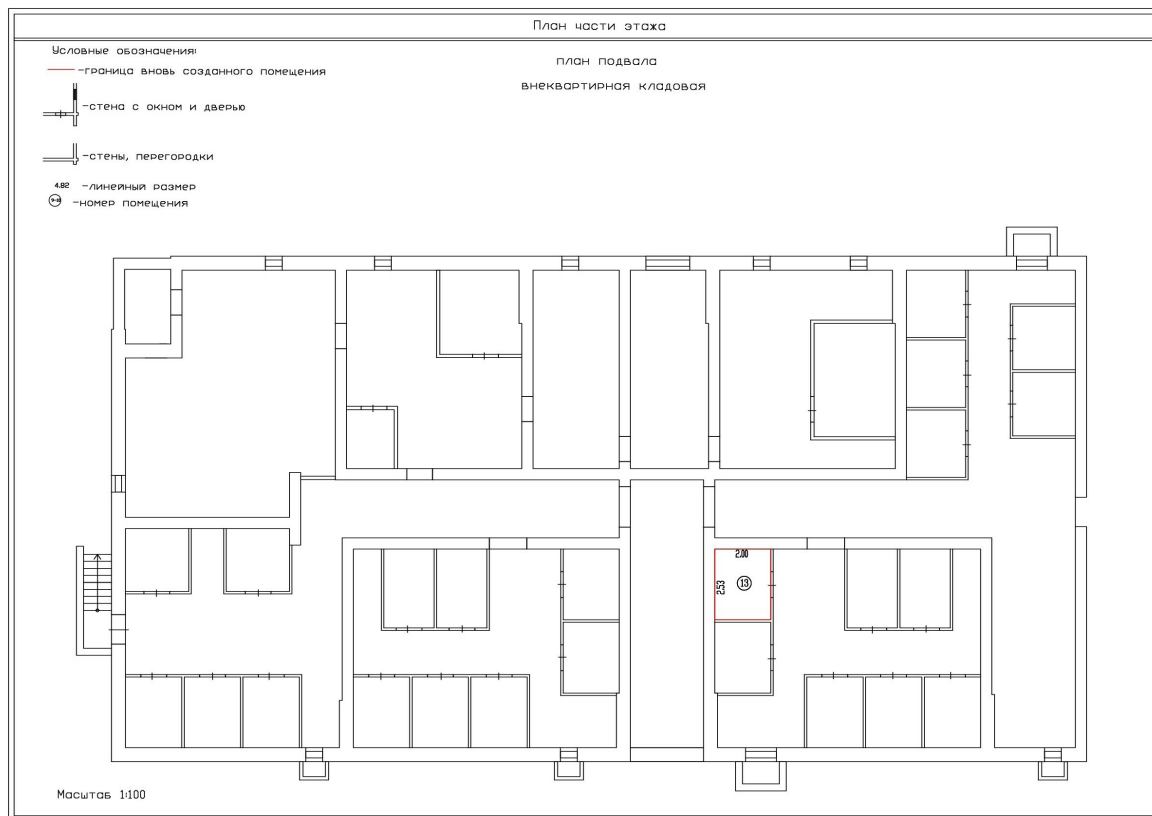 План части этажа
Условные обозначения:
-граница вновь созданного помещения
-стена с окном и дверью
-стены, перегородки
4.82 -линейный размер
-номер помещения
план подвала
внеквартирная кладовая
2.00
2.53
13
Масштаб 1:100